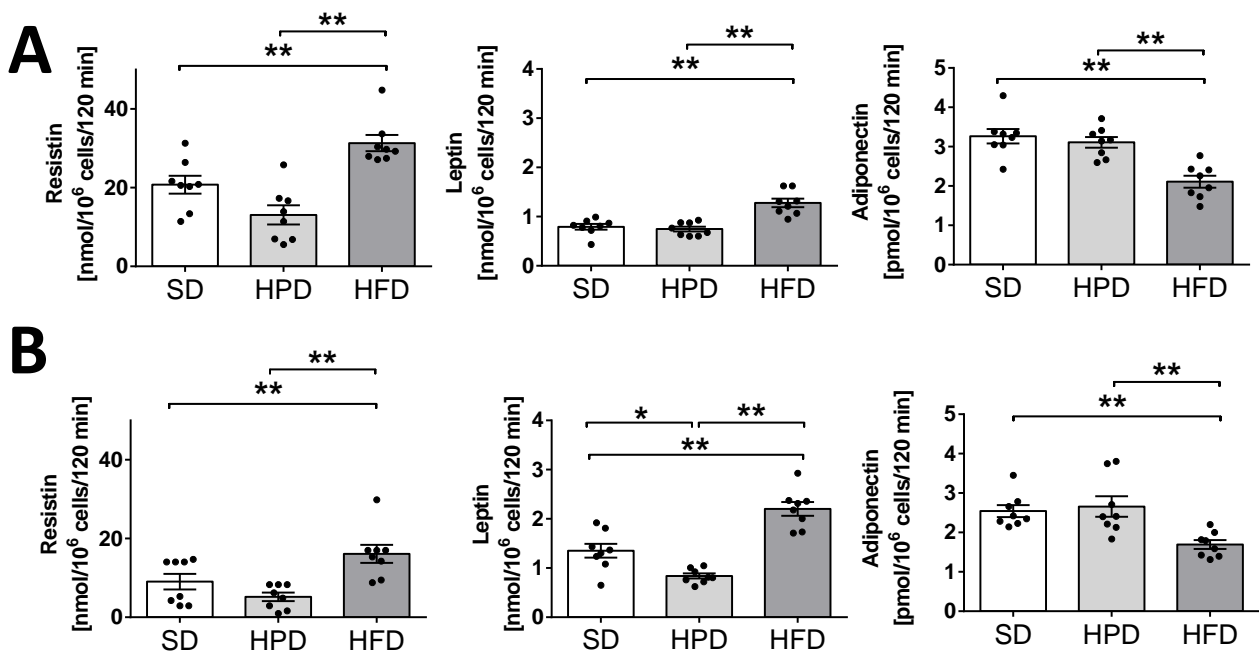 A
**
**
Resistin
[nmol/10^6 cells/120 min]
40
20
0
SD HPD HFD
**
**
Leptin
[nmol/10^6 cells/120 min]
4
3
2
1
0
SD HPD HFD
**
**
Adiponectin
[pmol/10^6 cells/120 min]
5
4
3
2
1
0
SD HPD HFD
B
**
**
Resistin
[nmol/10^6 cells/120 min]
40
20
0
SD HPD HFD
* **
**
Leptin
[nmol/10^6 cells/120 min]
4
3
2
1
0
SD HPD HFD
**
**
Adiponectin
[pmol/10^6 cells/120 min]
5
4
3
2
1
0
SD HPD HFD